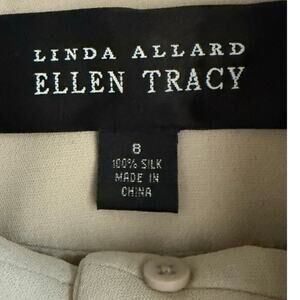 LINDA ALLARD
ELLEN TRACY
8
100% SILK
MADE IN
CHINA